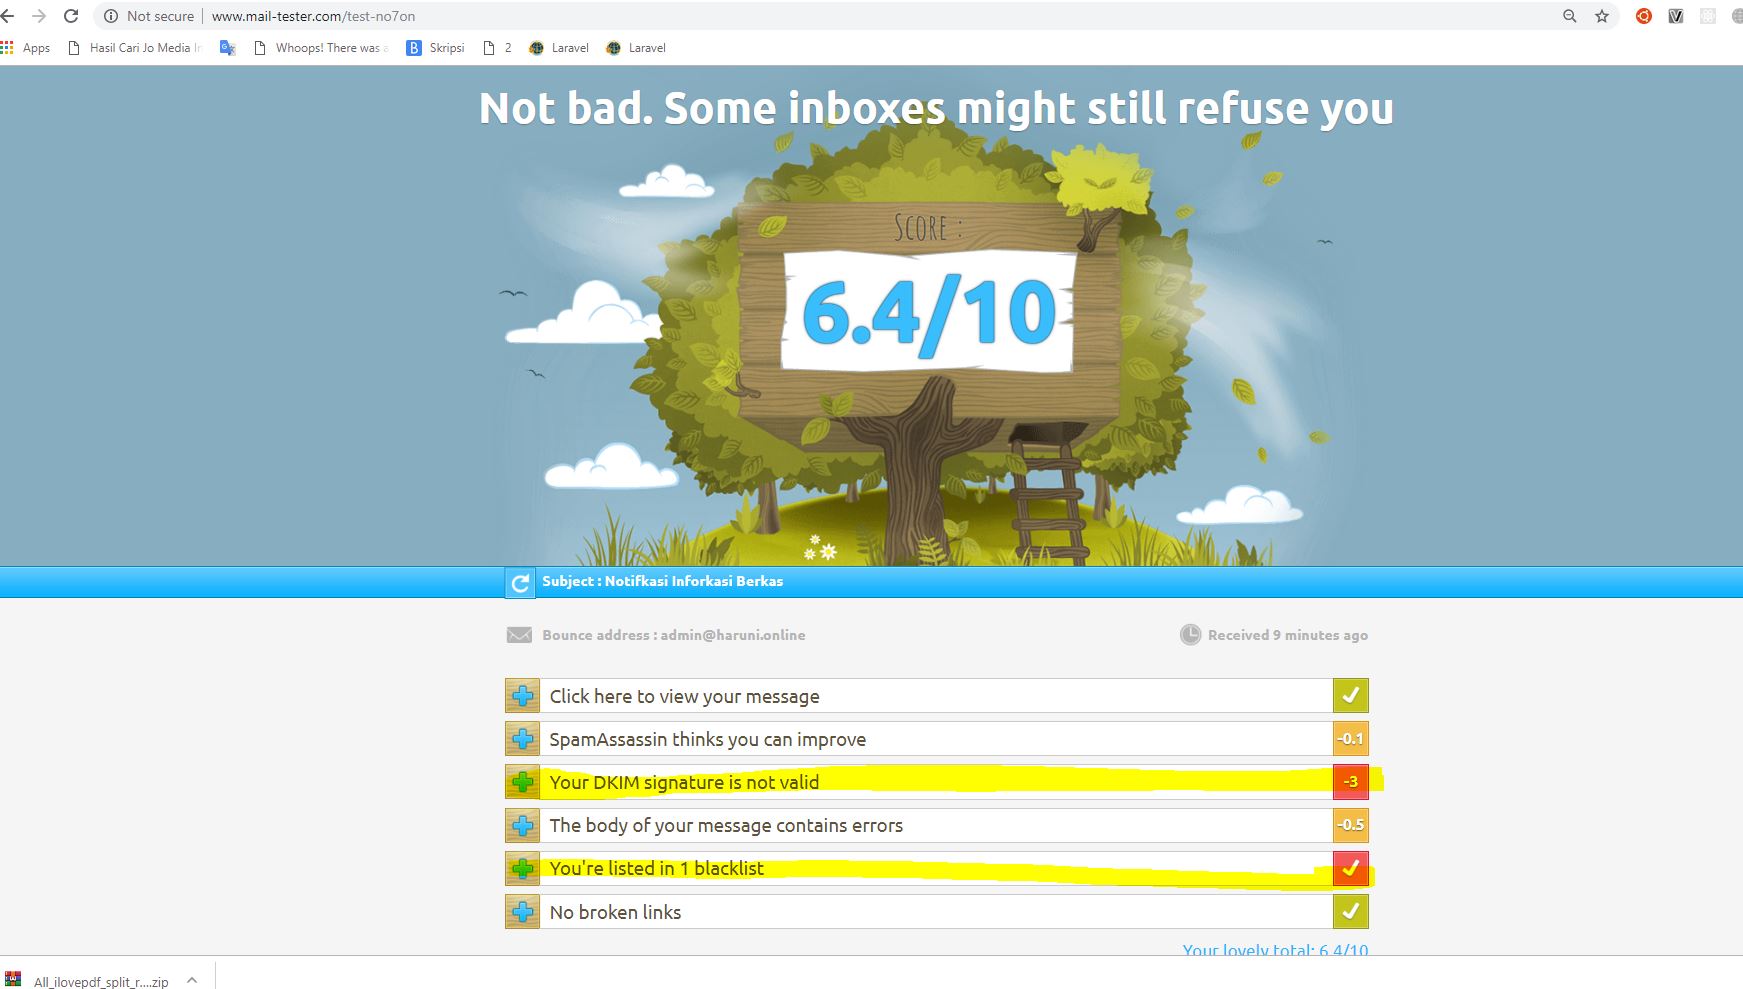 Not secure | www.mail-tester.com/test-no7on
Apps Hasil Cari Jo Media In Whoops! There was a B Skripsi 2 Laravel Laravel
Not bad. Some inboxes might still refuse you
Score :
6.4/10
Subject : Notifkasi Inforkasi Berkas
Bounce address : admin@haruni.online Received 9 minutes ago
Click here to view your message
SpamAssassin thinks you can improve -0.1
Your DKIM signature is not valid -3
The body of your message contains errors -0.5
You're listed in 1 blacklist
No broken links
Your lovely total: 6.4/10
All_ilovepdf_split_r....zip